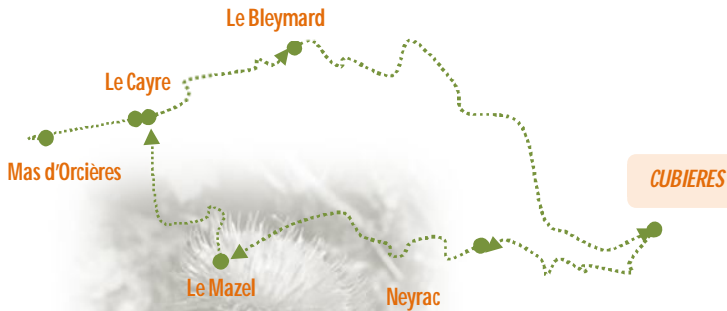 Le Bleymard
Le Cayre
Mas d'Orcières
CUBIERES
Le Mazel
Neyrac